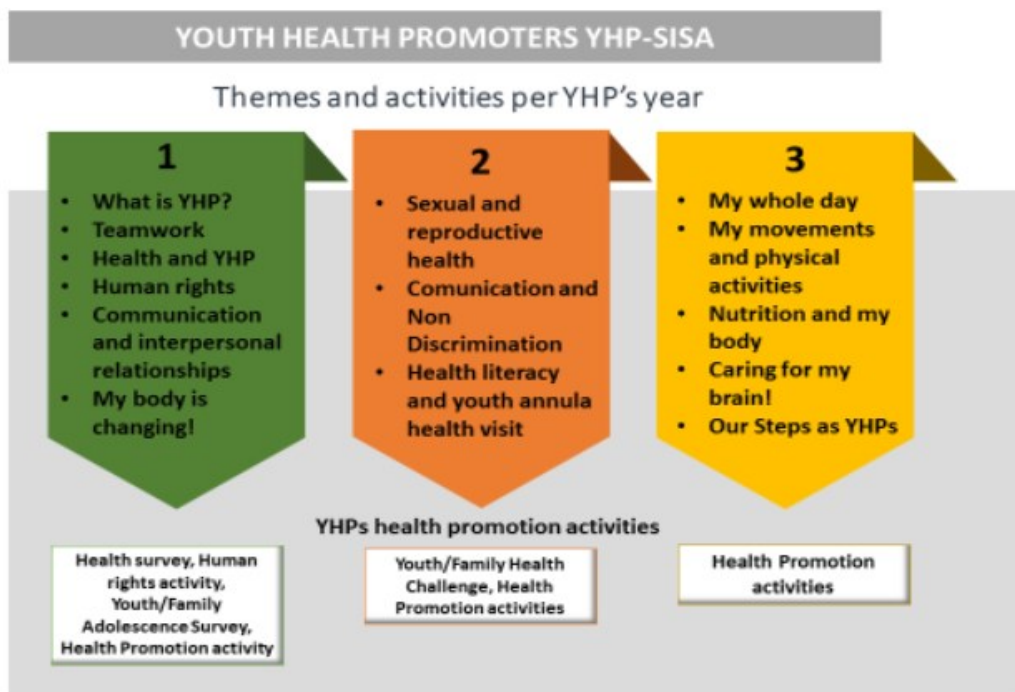 YOUTH HEALTH PROMOTERS YHP-SISA
Themes and activities per YHP's year
1
• What is YHP?
• Teamwork
• Health and YHP
• Human rights
• Communication
and interpersonal
relationships
• My body is
changing!
2
• Sexual and
reproductive
health
• Comunication and
Non
Discrimination
• Health literacy
and youth annula
health visit
3
• My whole day
• My movements
and physical
activities
• Nutrition and my
body
• Caring for my
brain!
• Our Steps as YHPs
YHPs health promotion activities
Health survey, Human
rights activity,
Youth/Family
Adolescence Survey,
Health Promotion activity
Youth/Family Health
Challenge, Health
Promotion activities
Health Promotion
activities